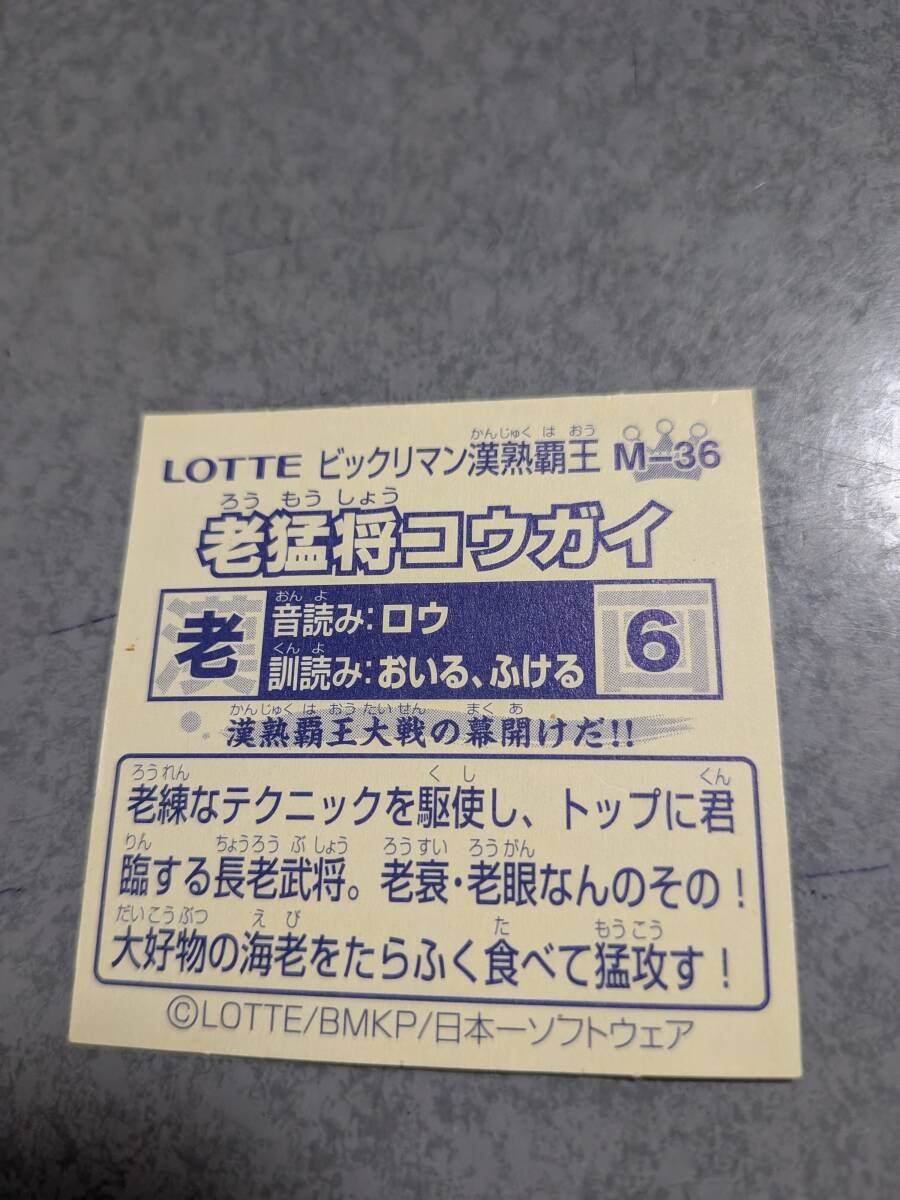 LOTTE ビックリマン漢熟覇王 M-36
かんじゅく は おう
ろう もう しょう
老猛将コウガイ
漢
老
おん よ
音読み:ロウ
くん よ
訓読み:おいる、ふける
6
かんじゅく は おう たい せん まく あ
漢熟覇王大戦の幕開けだ!!
ろうれん く し くん
老練なテクニックを駆使し、トップに君
りん ちょうろう ぶ しょう ろうすい ろうがん
臨する長老武将。老衰・老眼なんのその!
だいこうぶつ え び た もうこう
大好物の海老をたらふく食べて猛攻す!
©LOTTE/BMKP/日本一ソフトウェア